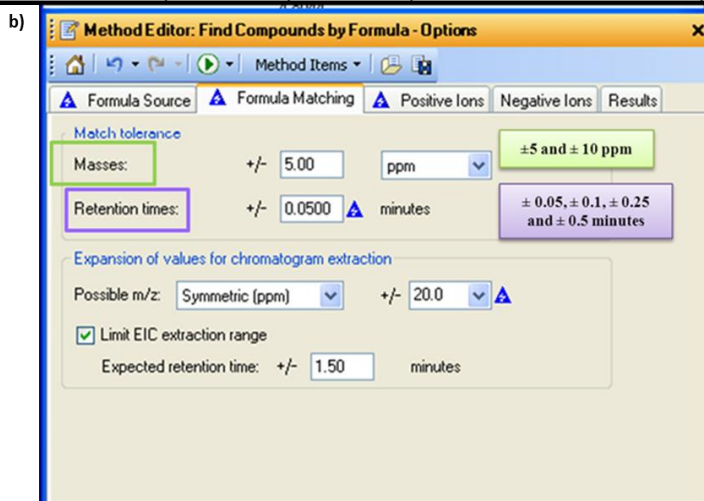 b)
Method Editor: Find Compounds by Formula - Options
Method Items
Formula Source Formula Matching Positive Ions Negative Ions Results
Match tolerance
Masses: +/- 5.00 ppm
±5 and ± 10 ppm
Retention times: +/- 0.0500 minutes
± 0.05, ± 0.1, ± 0.25
and ± 0.5 minutes
Expansion of values for chromatogram extraction
Possible m/z: Symmetric (ppm) +/- 20.0
Limit EIC extraction range
Expected retention time: +/- 1.50 minutes